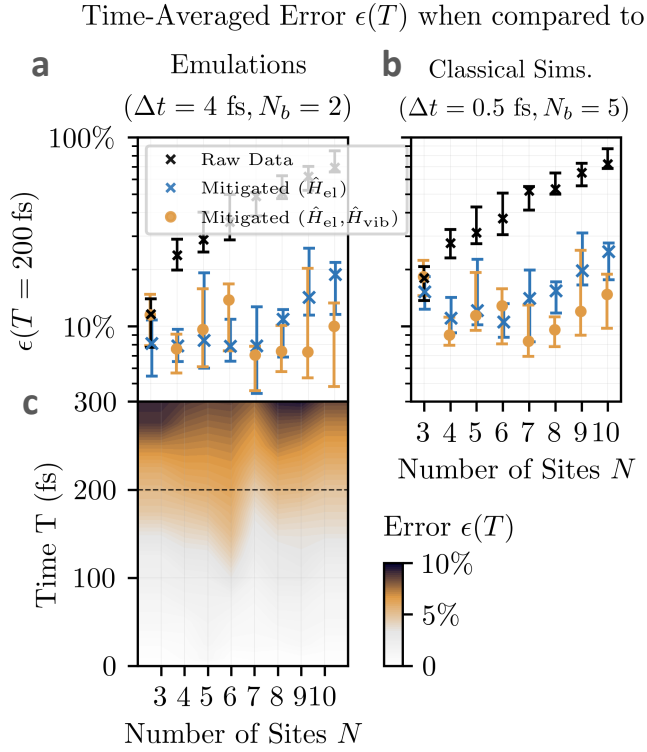 Time-Averaged Error ϵ(T) when compared to
a
Emulations
(Δt = 4 fs, N_b = 2)
b
Classical Sims.
(Δt = 0.5 fs, N_b = 5)
100%
10%
ϵ(T = 200 fs)
Raw Data
Mitigated (Ĥ_el)
Mitigated (Ĥ_el, Ĥ_vib)
3 4 5 6 7 8 9 10
Number of Sites N
c
300
200
100
0
Time T (fs)
3 4 5 6 7 8 9 10
Number of Sites N
Error ϵ(T)
10%
5%
0